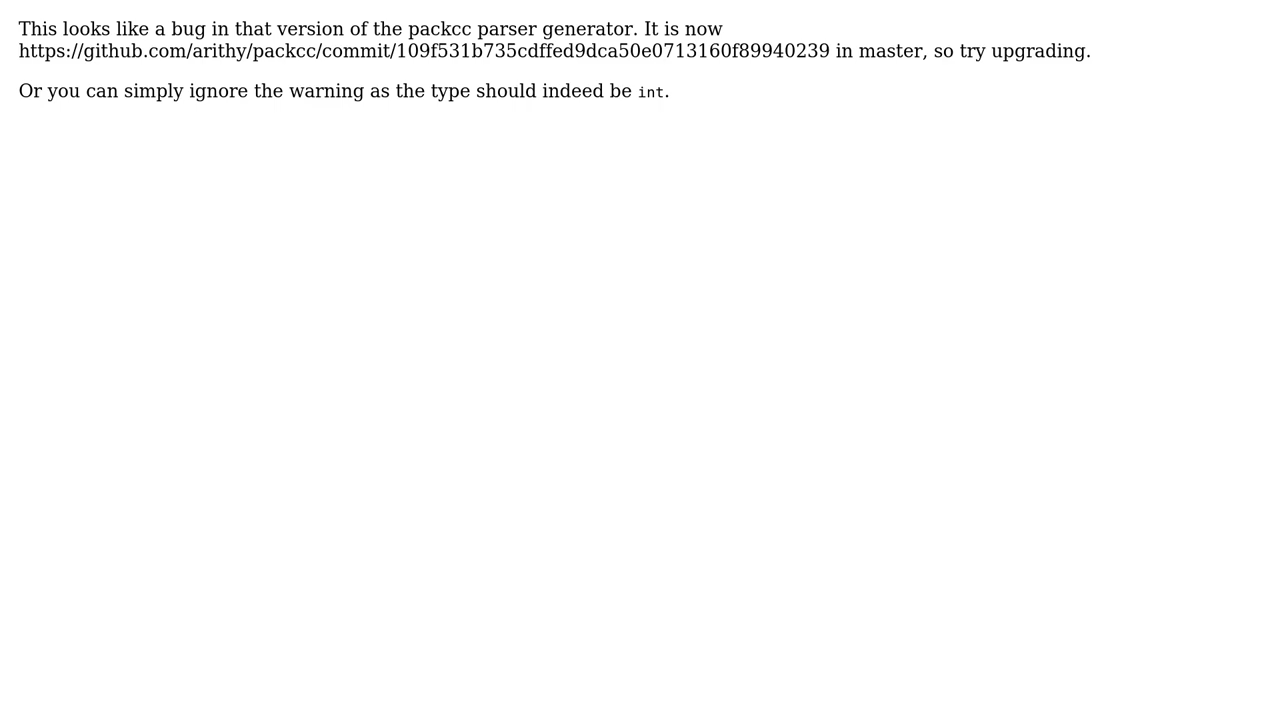 This looks like a bug in that version of the packcc parser generator. It is now
https://github.com/arithy/packcc/commit/109f531b735cdffed9dca50e0713160f89940239 in master, so try upgrading.
Or you can simply ignore the warning as the type should indeed be int.